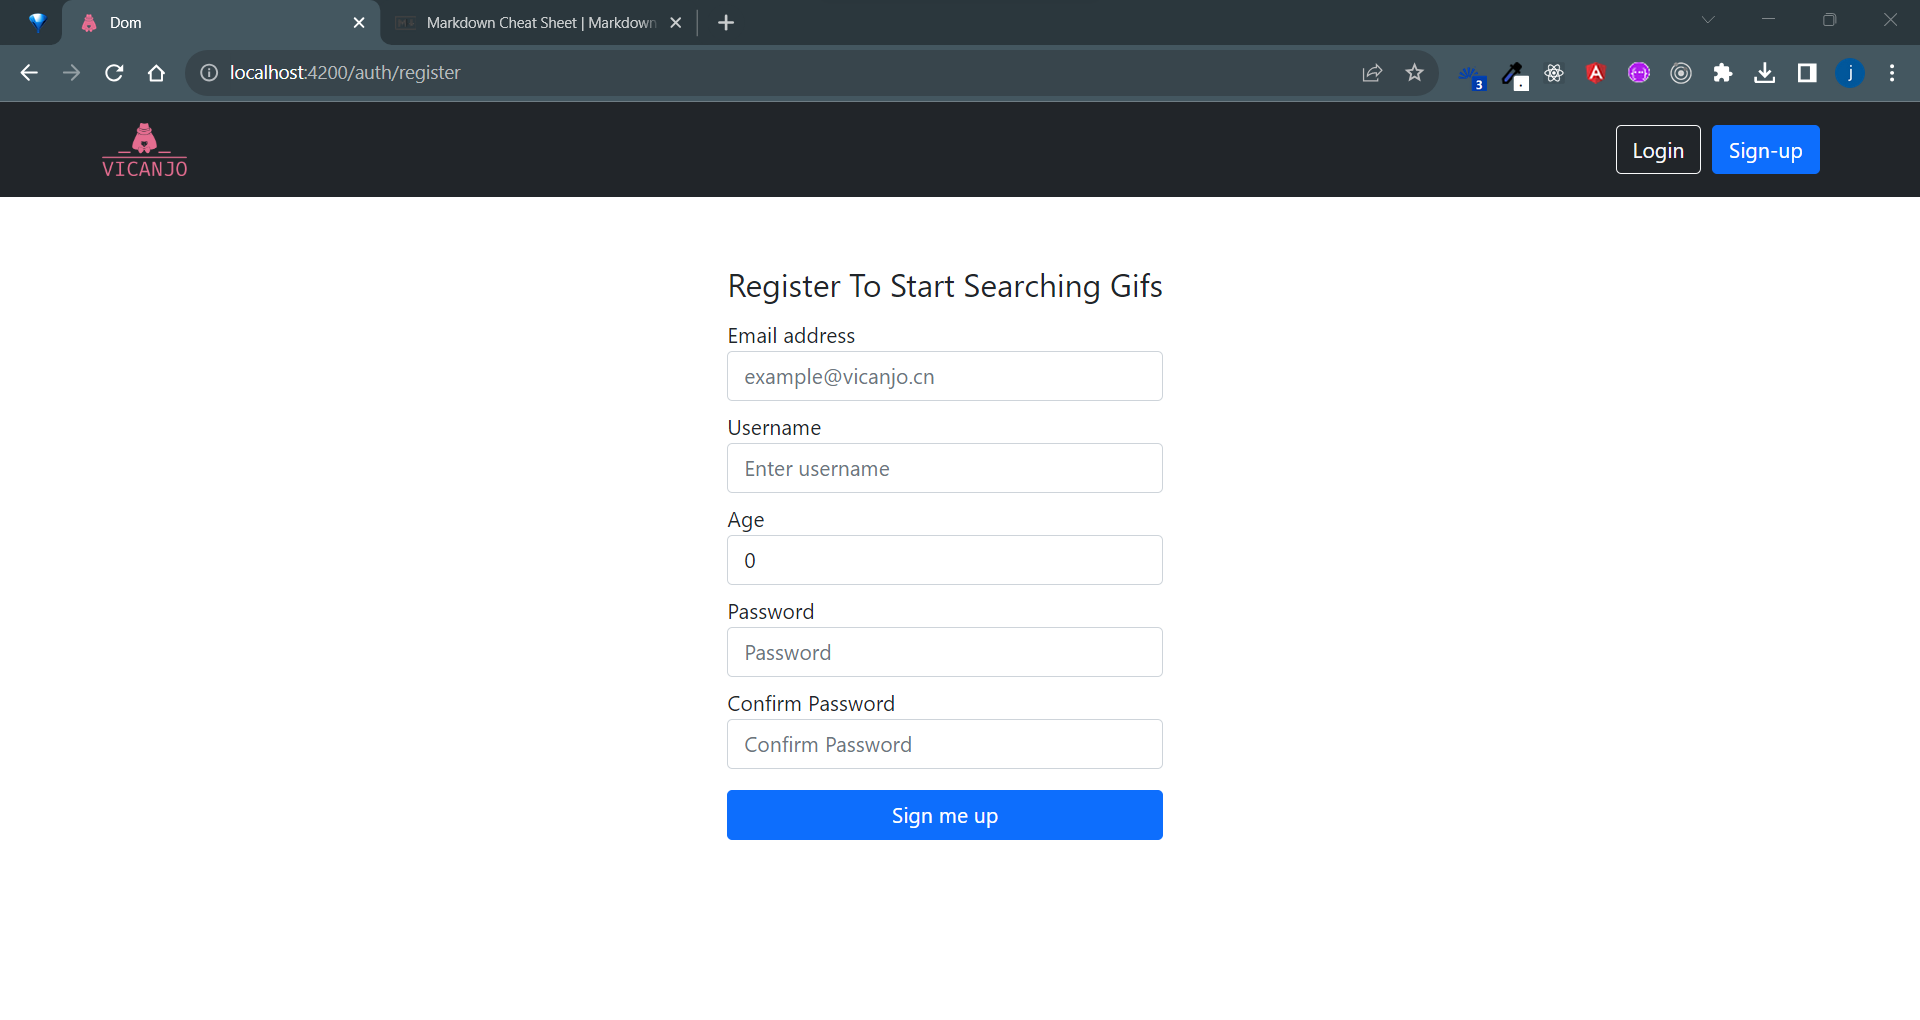 Dom
Markdown Cheat Sheet | Markdown
localhost:4200/auth/register
3
j
VICANJO
Login
Sign-up
Register To Start Searching Gifs
Email address
example@vicanjo.cn
Username
Enter username
Age
0
Password
Password
Confirm Password
Confirm Password
Sign me up